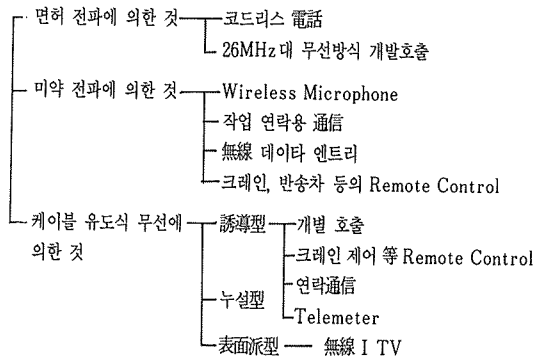 면허 전파에 의한 것 코드리스 電話
26MHz대 무선방식 개발호출
미약 전파에 의한 것 Wireless Microphone
작업 연락용 通信
無線 데이타 엔트리
크레인, 반송차 등의 Remote Control
케이블 유도식 무선에 誘導型 개별 호출
의한 것 크레인 제어 等 Remote Control
연락通信
누설型
Telemeter
表面派型 無線 I TV